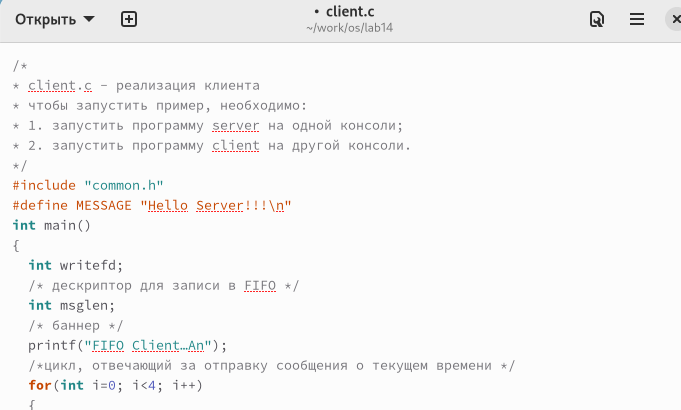 Открыть
• client.c
~/work/os/lab14
/*
* client.c - реализация клиента
* чтобы запустить пример, необходимо:
* 1. запустить программу server на одной консоли;
* 2. запустить программу client на другой консоли.
*/
#include "common.h"
#define MESSAGE "Hello Server!!!\n"
int main()
{
int writefd;
/* дескриптор для записи в FIFO */
int msglen;
/* баннер */
printf("FIFO Client…An");
/*цикл, отвечающий за отправку сообщения о текущем времени */
for(int i=0; i<4; i++)
{